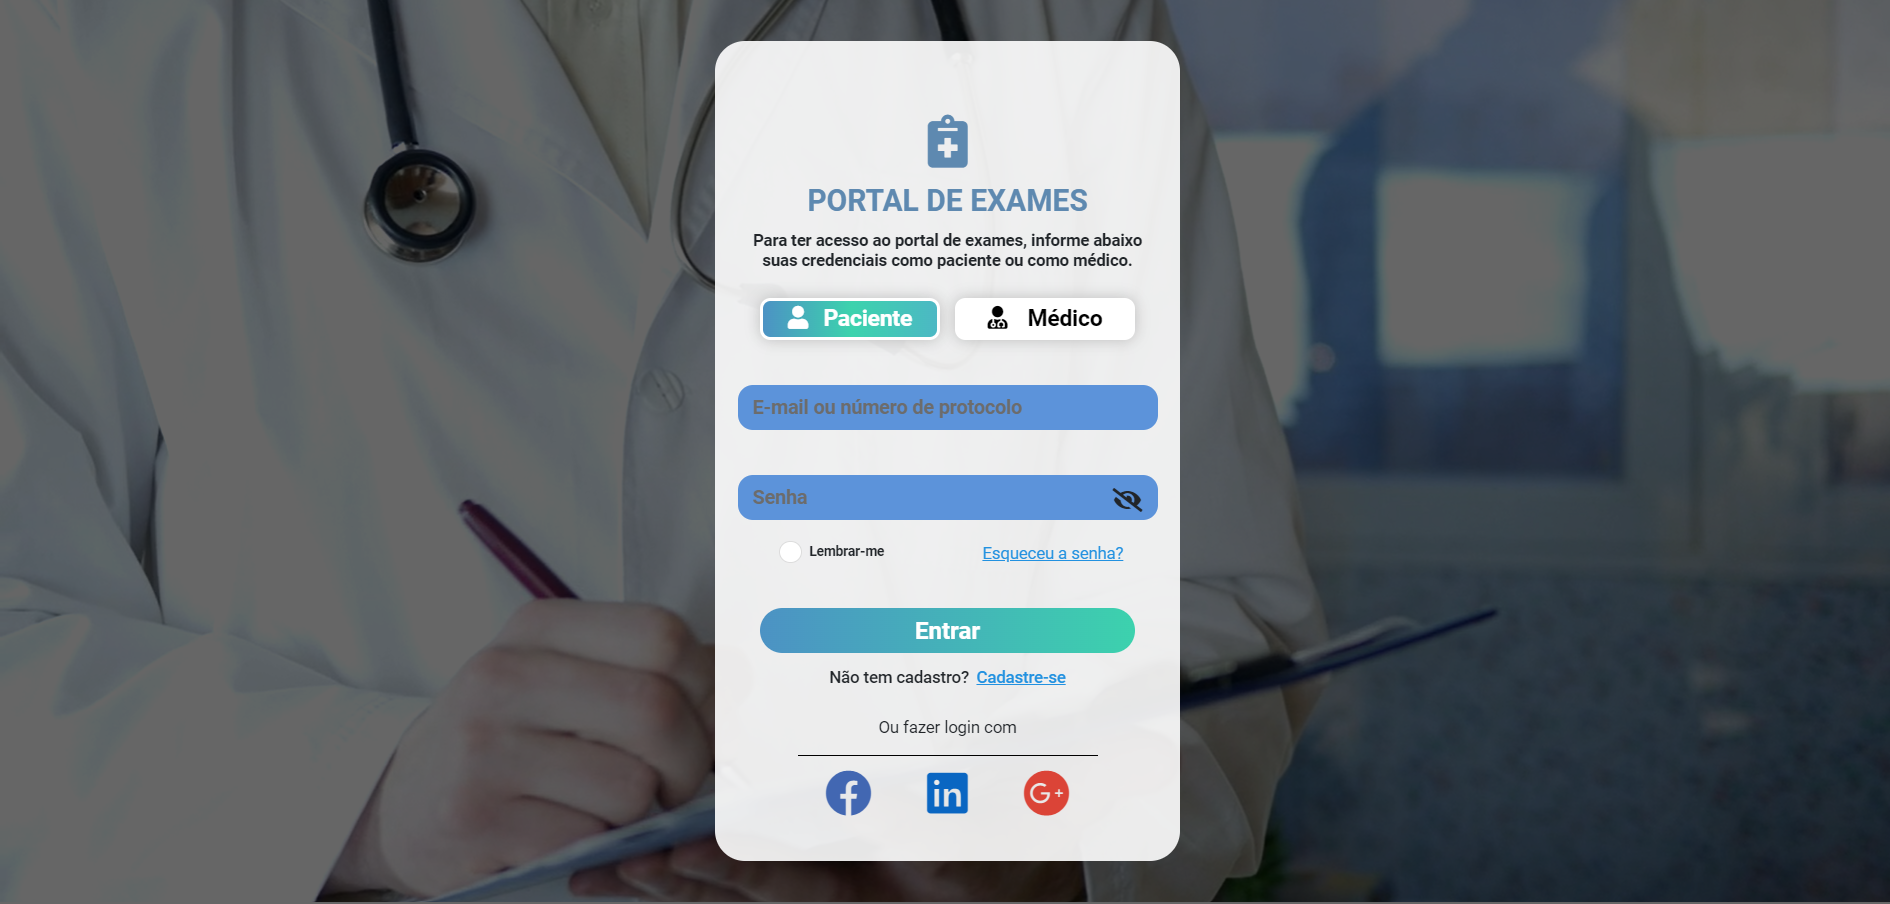 PORTAL DE EXAMES
Para ter acesso ao portal de exames, informe abaixo
suas credenciais como paciente ou como médico.
Paciente
Médico
E-mail ou número de protocolo
Senha
Lembrar-me
Esqueceu a senha?
Entrar
Não tem cadastro? Cadastre-se
Ou fazer login com
f
in
G+